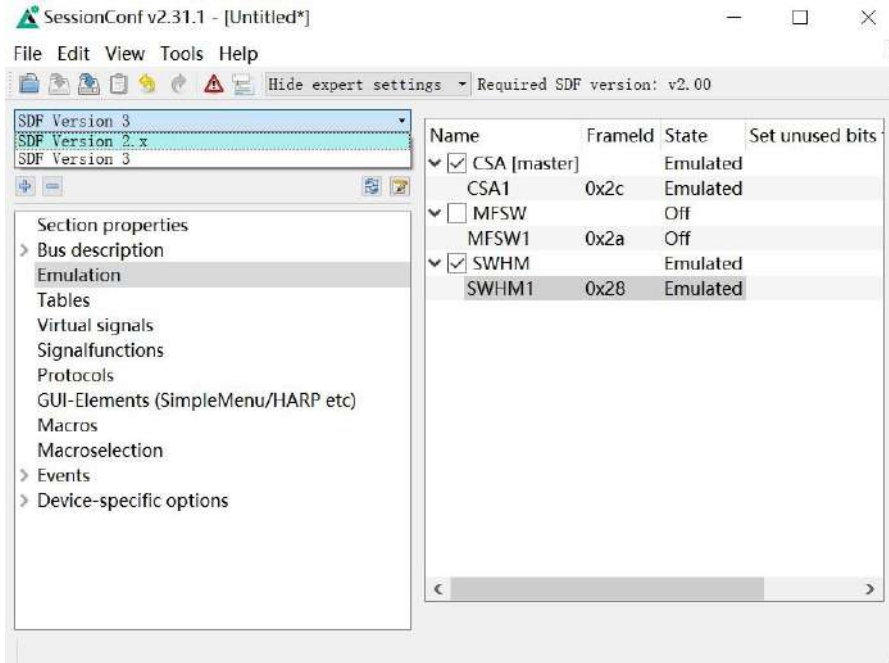 SessionConf v2.31.1 - [Untitled*]
File Edit View Tools Help
Hide expert settings Required SDF version: v2.00
SDF Version 3
SDF Version 2.x
SDF Version 3
Section properties
Bus description
Emulation
Tables
Virtual signals
Signalfunctions
Protocols
GUI-Elements (SimpleMenu/HARP etc)
Macros
Macroselection
Events
Device-specific options
Name FrameId State Set unused bits
CSA [master] Emulated
CSA1 0x2c Emulated
MFSW Off
MFSW1 0x2a Off
SWHM Emulated
SWHM1 0x28 Emulated